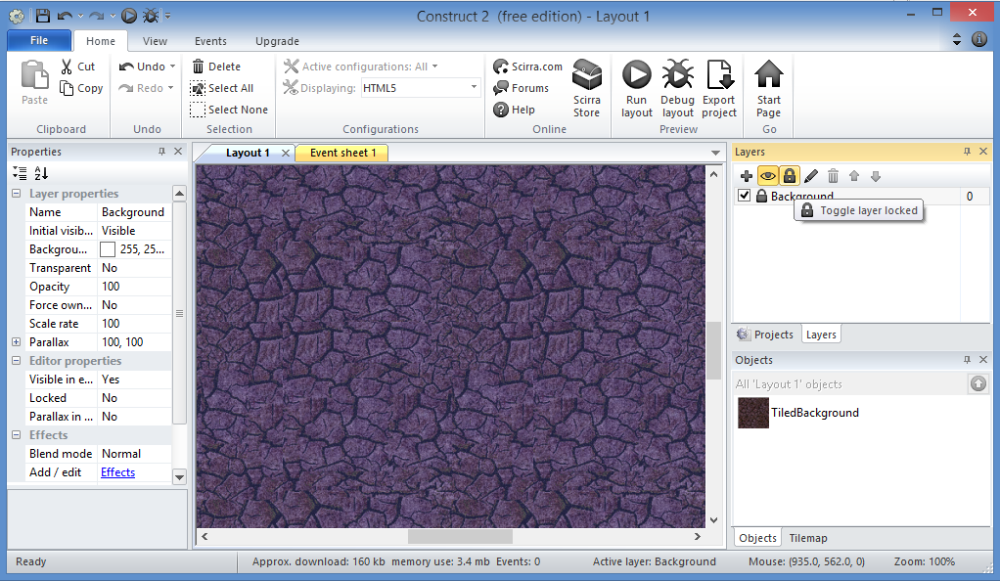 Construct 2 (free edition) - Layout 1
File Home View Events Upgrade
Paste Cut Copy
Clipboard
Undo
Redo
Undo
Delete
Select All
Select None
Selection
Active configurations: All
Displaying: HTML5
Configurations
Scirra.com
Forums
Help
Scirra
Store
Online
Run
layout
Debug
layout
Export
project
Preview
Start
Page
Go
Properties
Layer properties
Name Background
Initial visib... Visible
Backgrou... 255, 25...
Transparent No
Opacity 100
Force own... No
Scale rate 100
Parallax 100, 100
Editor properties
Visible in e... Yes
Locked No
Parallax in ... No
Effects
Blend mode Normal
Add / edit Effects
Layout 1 Event sheet 1
Layers
Background 0
Toggle layer locked
Projects Layers
Objects
All 'Layout 1' objects
TiledBackground
Objects Tilemap
Ready Approx. download: 160 kb memory use: 3.4 mb Events: 0 Active layer: Background Mouse: (935.0, 562.0, 0) Zoom: 100%